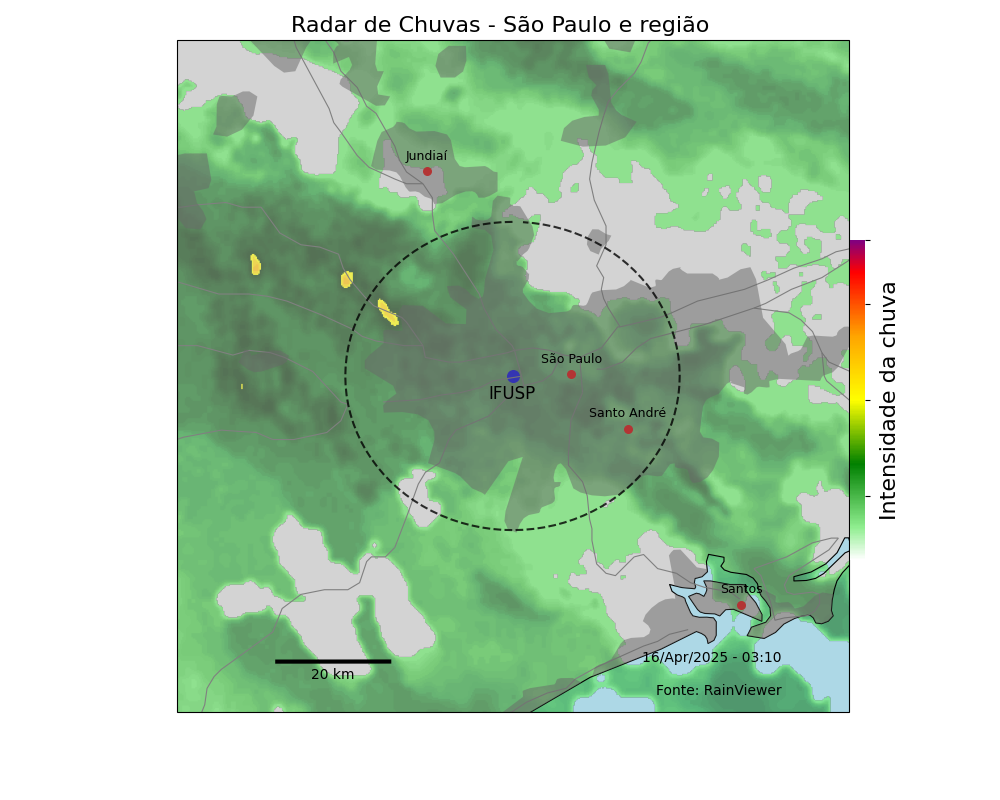 Radar de Chuvas - São Paulo e região
Jundiaí
São Paulo
IFUSP
Santo André
Santos
16/Apr/2025 - 03:10
20 km
Fonte: RainViewer
Intensidade da chuva